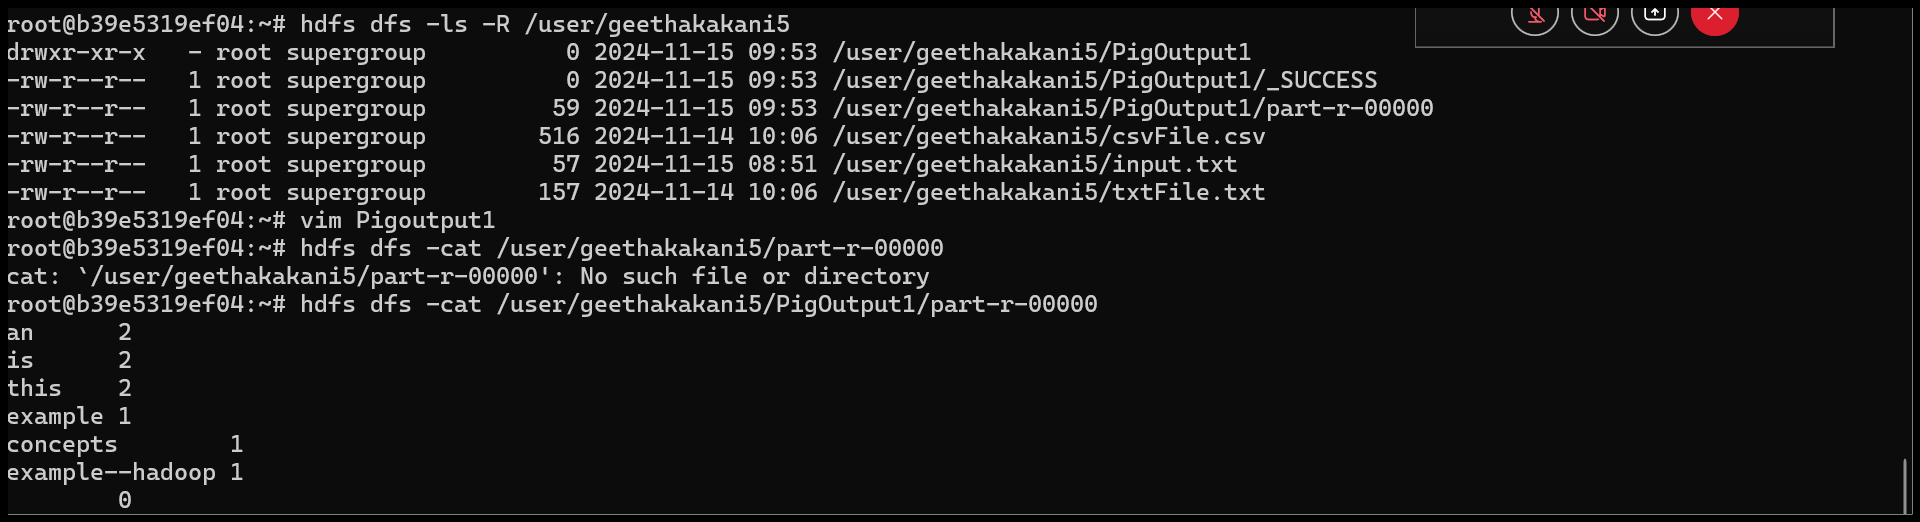 root@b39e5319ef04:~# hdfs dfs -ls -R /user/geethakakani5
drwxr-xr-x   - root supergroup          0 2024-11-15 09:53 /user/geethakakani5/PigOutput1
-rw-r--r--   1 root supergroup          0 2024-11-15 09:53 /user/geethakakani5/PigOutput1/_SUCCESS
-rw-r--r--   1 root supergroup         59 2024-11-15 09:53 /user/geethakakani5/PigOutput1/part-r-00000
-rw-r--r--   1 root supergroup        516 2024-11-14 10:06 /user/geethakakani5/csvFile.csv
-rw-r--r--   1 root supergroup         57 2024-11-15 08:51 /user/geethakakani5/input.txt
-rw-r--r--   1 root supergroup        157 2024-11-14 10:06 /user/geethakakani5/txtFile.txt
root@b39e5319ef04:~# vim Pigoutput1
root@b39e5319ef04:~# hdfs dfs -cat /user/geethakakani5/part-r-00000
cat: `/user/geethakakani5/part-r-00000': No such file or directory
root@b39e5319ef04:~# hdfs dfs -cat /user/geethakakani5/PigOutput1/part-r-00000
an      2
is      2
this    2
example 1
concepts        1
example--hadoop 1
        0